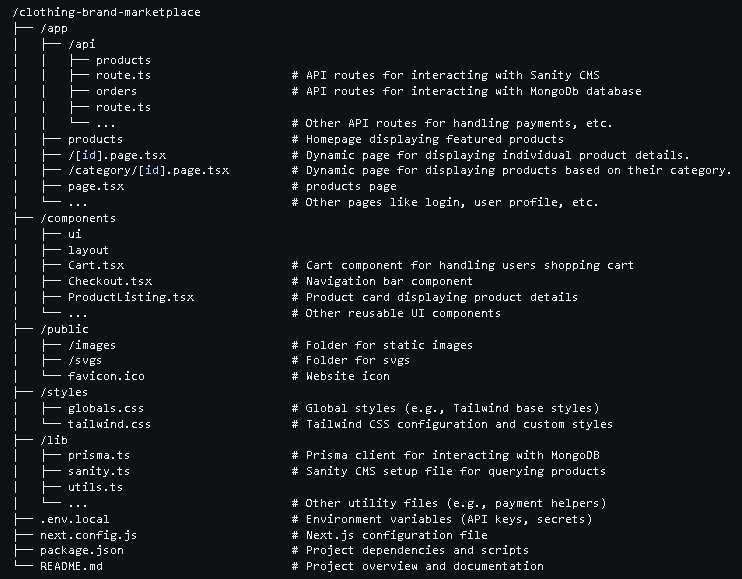 /clothing-brand-marketplace
├── /app
│   ├── /api
│   │   ├── products
│   │   ├── route.ts                 # API routes for interacting with Sanity CMS
│   │   ├── orders                   # API routes for interacting with MongoDb database
│   │   ├── route.ts
│   │   └── ...                      # Other API routes for handling payments, etc.
│   ├── products                     # Homepage displaying featured products
│   ├── /[id].page.tsx               # Dynamic page for displaying individual product details.
│   ├── /category/[id].page.tsx      # Dynamic page for displaying products based on their category.
│   ├── page.tsx                     # products page
│   └── ...                          # Other pages like login, user profile, etc.
├── /components
│   ├── ui
│   ├── layout
│   ├── Cart.tsx                     # Cart component for handling users shopping cart
│   ├── Checkout.tsx                 # Navigation bar component
│   ├── ProductListing.tsx           # Product card displaying product details
│   └── ...                          # Other reusable UI components
├── /public
│   ├── /images                      # Folder for static images
│   ├── /svgs                        # Folder for svgs
│   └── favicon.ico                  # Website icon
├── /styles
│   ├── globals.css                  # Global styles (e.g., Tailwind base styles)
│   └── tailwind.css                 # Tailwind CSS configuration and custom styles
├── /lib
│   ├── prisma.ts                    # Prisma client for interacting with MongoDB
│   ├── sanity.ts                    # Sanity CMS setup file for querying products
│   ├── utils.ts
│   └── ...                          # Other utility files (e.g., payment helpers)
├── .env.local                       # Environment variables (API keys, secrets)
├── next.config.js                   # Next.js configuration file
├── package.json                     # Project dependencies and scripts
└── README.md                        # Project overview and documentation